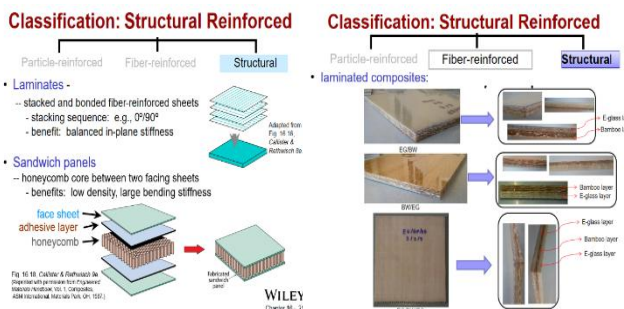 Classification: Structural Reinforced
Particle-reinforced
Fiber-reinforced
Structural
• Laminates -
-- stacked and bonded fiber-reinforced sheets
- stacking sequence: e.g., 0º/90º
- benefit: balanced in-plane stiffness
Adapted from
Fig. 16.16,
Callister &
Rethwisch 8e.
• Sandwich panels
-- honeycomb core between two facing sheets
- benefits: low density, large bending stiffness
face sheet
adhesive layer
honeycomb
Fabricated
sandwich
panel
Fig. 16.18, Callister & Rethwisch 8e.
(Reprinted with permission from Engineered
Materials Handbook, Vol. 1, Composites,
ASM International, Materials Park, OH, 1987.)
WILEY
Classification: Structural Reinforced
Particle-reinforced
Fiber-reinforced
Structural
• laminated composites:
EG/BW
E-glass l
Bamboo la
BW/EG
Bamboo layer
E-glass layer
E-glass layer
Bamboo layer
E-glass layer